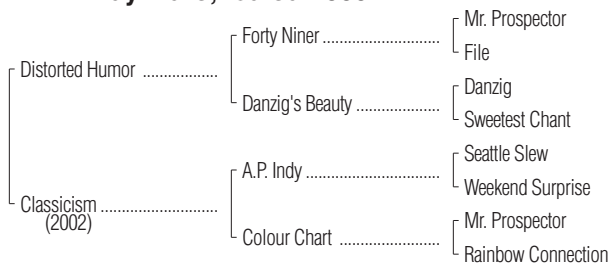 Forty Niner ............................
Mr. Prospector
File
Distorted Humor ..................
Danzig's Beauty ....................
Danzig
Sweetest Chant
A.P. Indy ................................
Seattle Slew
Weekend Surprise
Classicism ............................
(2002)
Colour Chart ........................
Mr. Prospector
Rainbow Connection